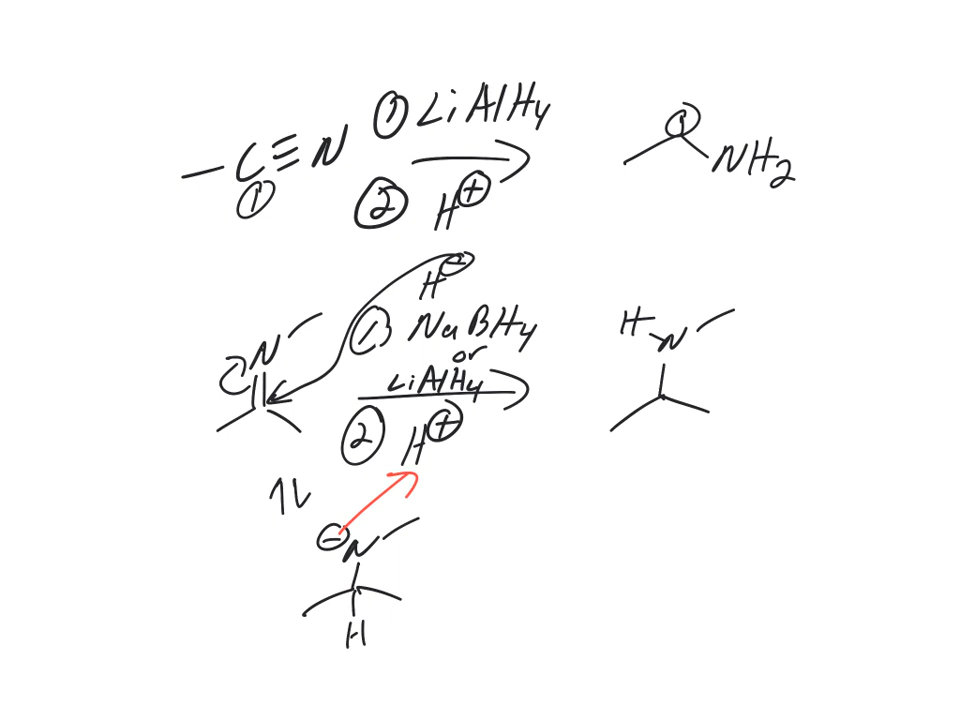 ① LiAlH4
— C≡N
①
② H⊕
①
NH2
H⊖
① NaBH4
or
LiAlH4
② H⊕
N
H N
⊖ N
H